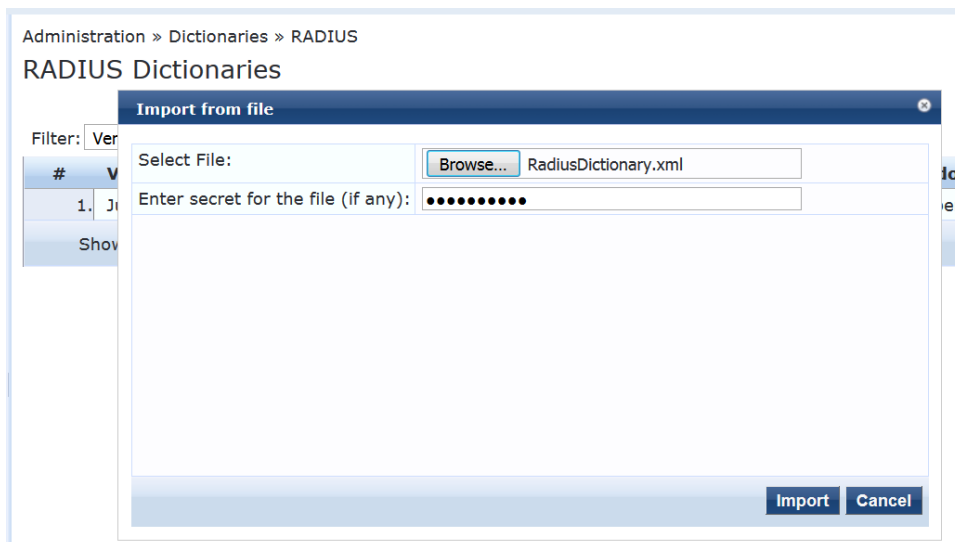 Administration » Dictionaries » RADIUS
RADIUS Dictionaries
Import from file
Filter:
Select File: Browse... RadiusDictionary.xml
#
Enter secret for the file (if any): ••••••••••
1.
Import Cancel